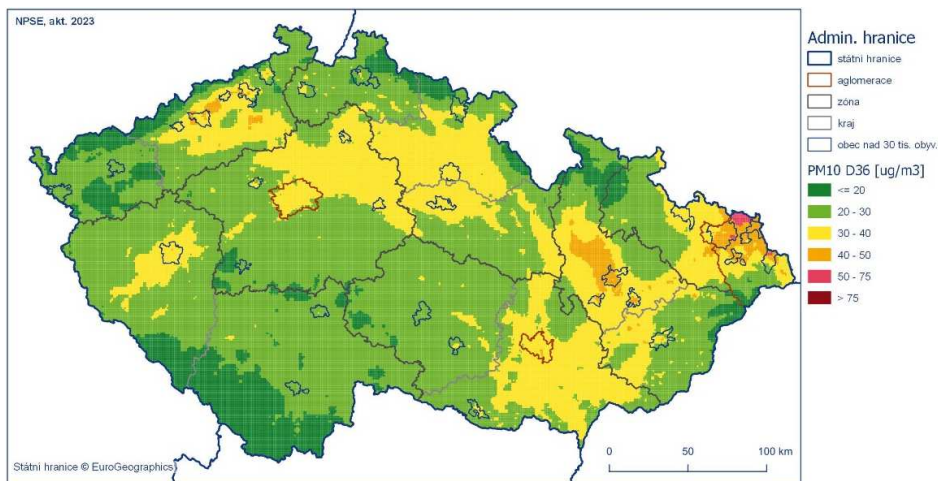 NPSE, akt. 2023
Admin. hranice
státní hranice
aglomerace
zóna
kraj
obec nad 30 tis. obyv.
PM10 D36 [ug/m3]
<= 20
20 - 30
30 - 40
40 - 50
50 - 75
> 75
0 50 100 km
Státní hranice © EuroGeographics